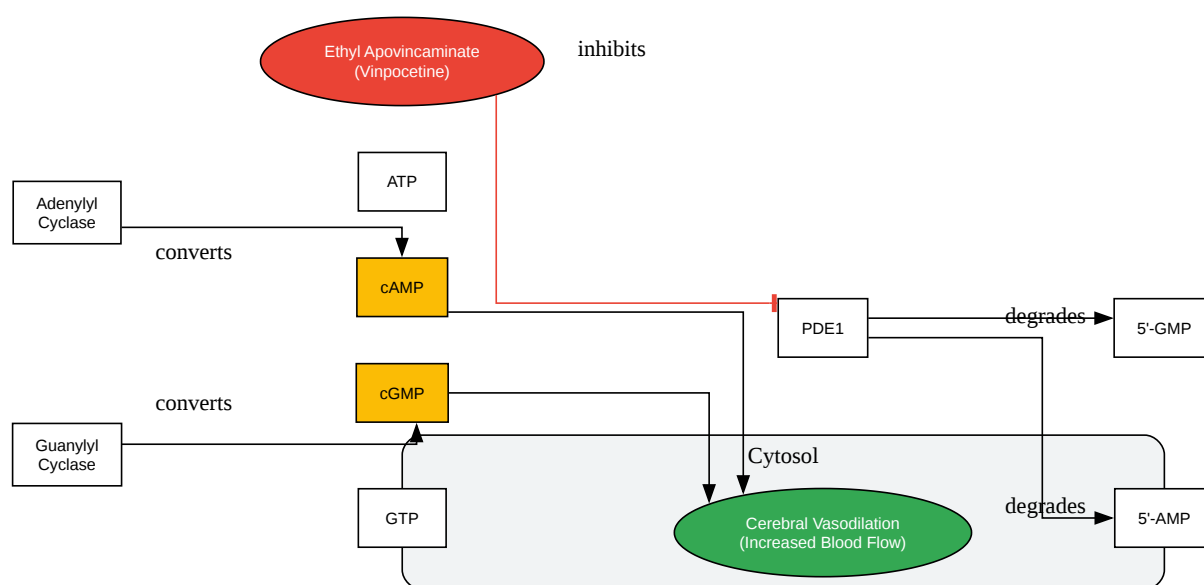 Ethyl Apovincaminate
(Vinpocetine)
inhibits
ATP
Adenylyl
Cyclase
converts
cAMP
PDE1
degrades
5'-GMP
cGMP
converts
Guanylyl
Cyclase
Cytosol
GTP
degrades
5'-AMP
Cerebral Vasodilation
(Increased Blood Flow)